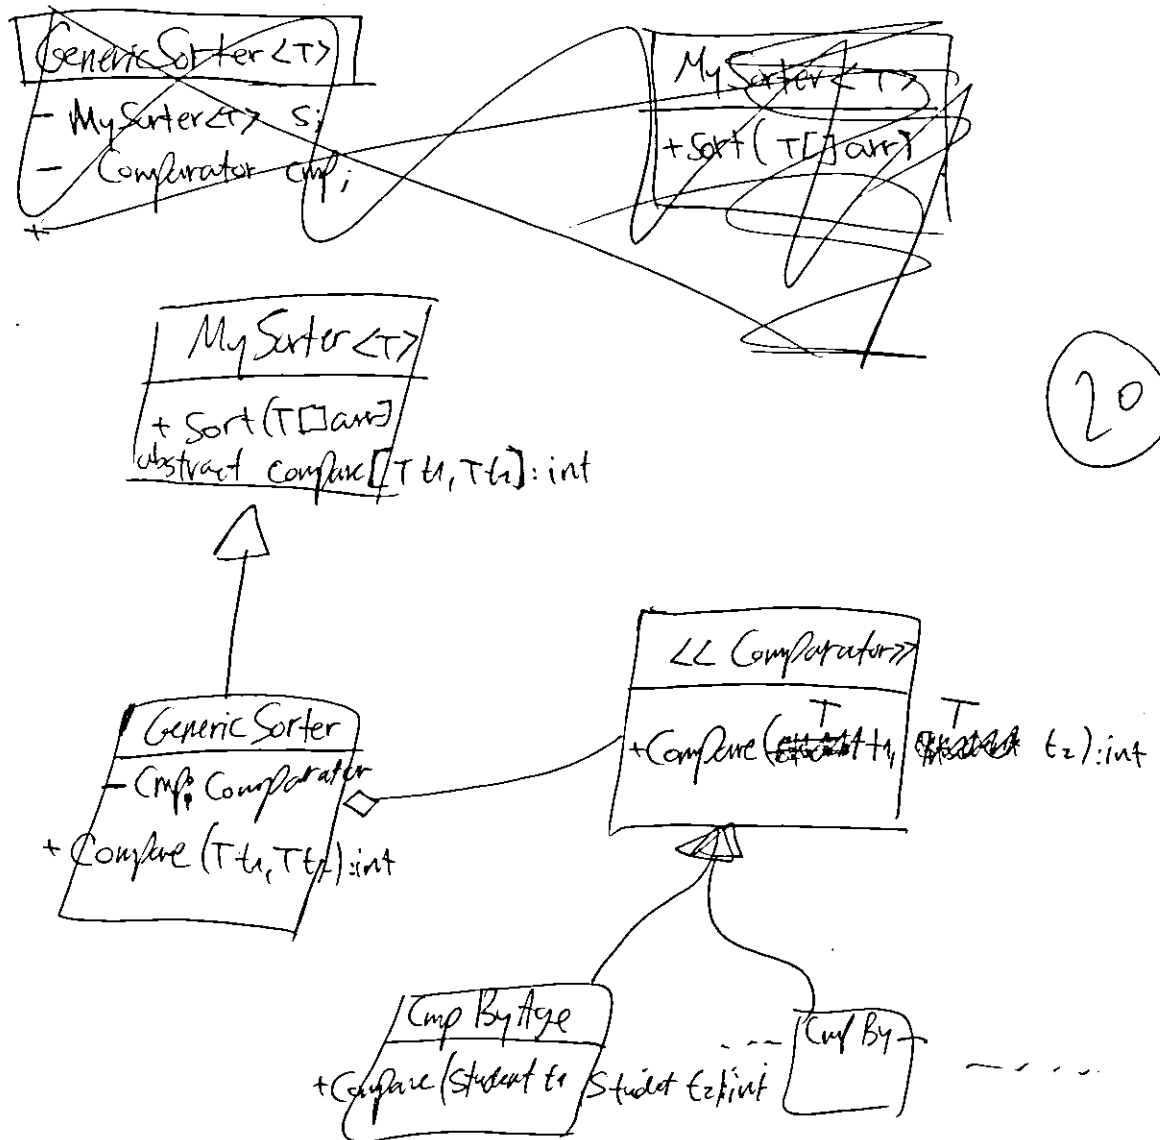 GenericSorter<T>
- MySorter<T> s;
- Comparator cmp;
+
MySorter<T>
+ Sort(T[] arr)
20
MySorter<T>
+ Sort(T[] arr)
abstract compare[T t1, T t2]: int
GenericSorter
- Cmp: Comparator
+ Compare(T t1, T t2): int
<< Comparator>>
T T
+ Compare( t1, t2): int
Cmp By Age
+ Compare(Student t1 Studet t2): int
--- Cmp By - - - . . .